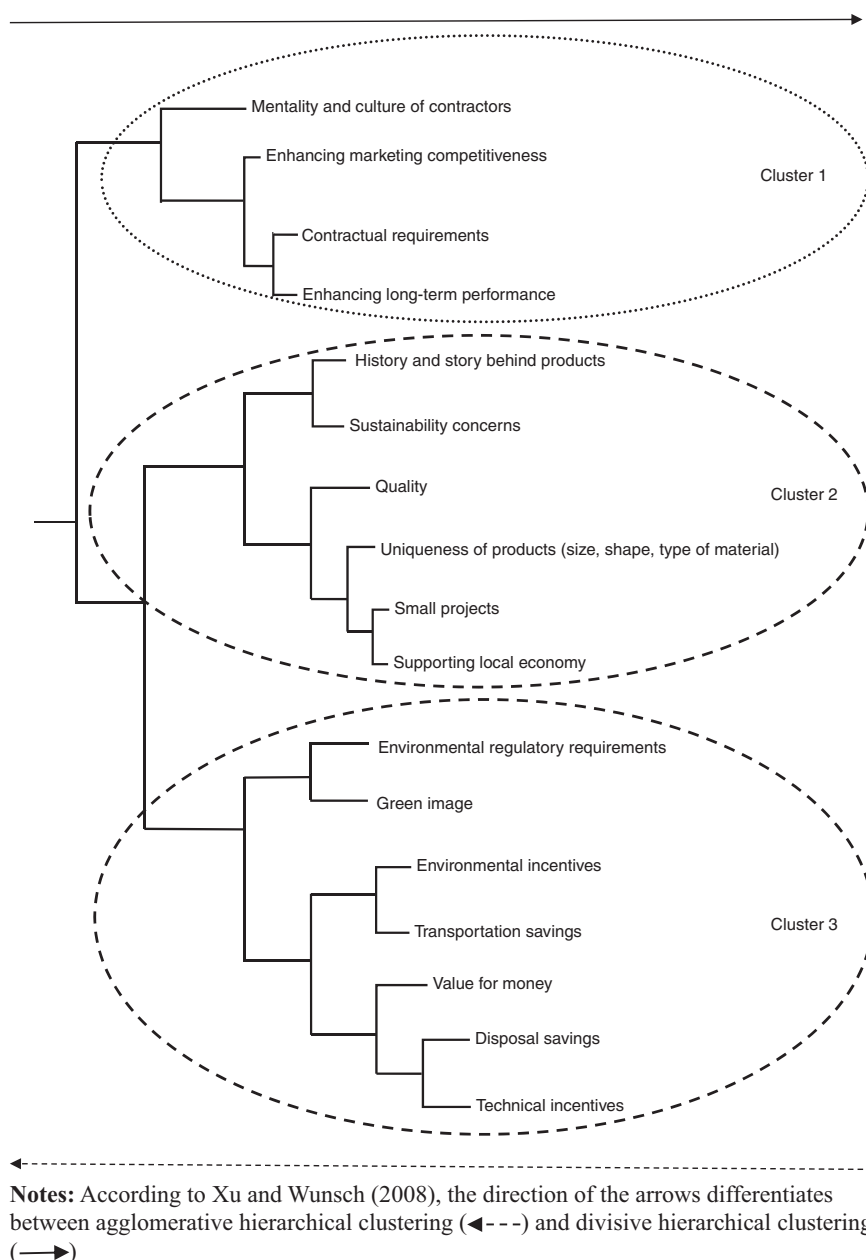 Mentality and culture of contractors
Enhancing marketing competitiveness
Cluster 1
Contractual requirements
Enhancing long-term performance
History and story behind products
Sustainability concerns
Quality
Cluster 2
Uniqueness of products (size, shape, type of material)
Small projects
Supporting local economy
Environmental regulatory requirements
Green image
Environmental incentives
Transportation savings
Cluster 3
Value for money
Disposal savings
Technical incentives
Notes: According to Xu and Wunsch (2008), the direction of the arrows differentiates
between agglomerative hierarchical clustering (◄---) and divisive hierarchical clustering
(⟶)